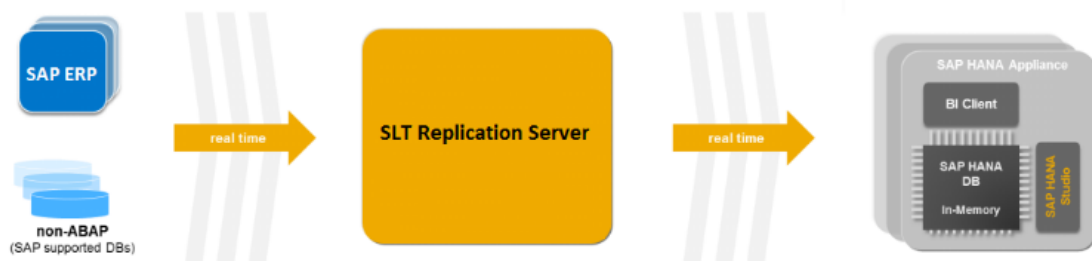 SAP ERP
non-ABAP
(SAP supported DBs)
real time
SLT Replication Server
real time
SAP HANA Appliance
BI Client
SAP HANA
DB
In-Memory
SAP HANA
Studio